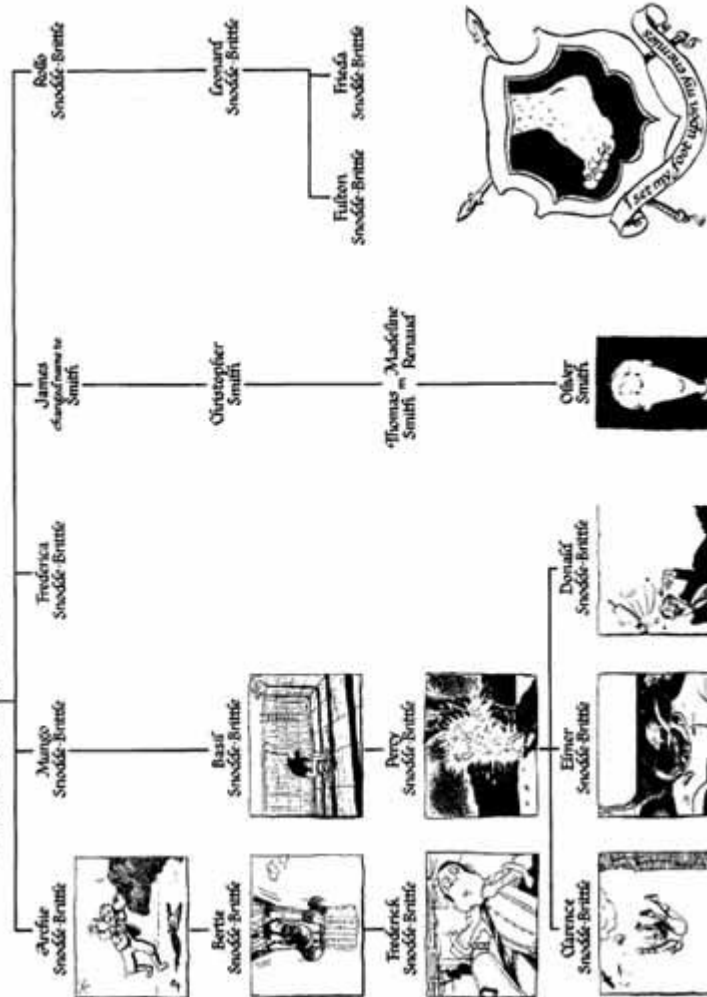 Archie
Snodde-Brittle
Mungo
Snodde-Brittle
Frederica
Snodde-Brittle
James
changed name to
Smith
Rollo
Snodde-Brittle
Bertie
Snodde-Brittle
Basil
Snodde-Brittle
Christopher
Smith
Leonard
Snodde-Brittle
Frederick
Snodde-Brittle
Percy
Snodde-Brittle
Thomas = Madeline
Smith Renaud
Fulton
Snodde-Brittle
Frieda
Snodde-Brittle
Clarence
Snodde-Brittle
Elmer
Snodde-Brittle
Donald
Snodde-Brittle
Oliver
Smith
I set my foot upon my enemies